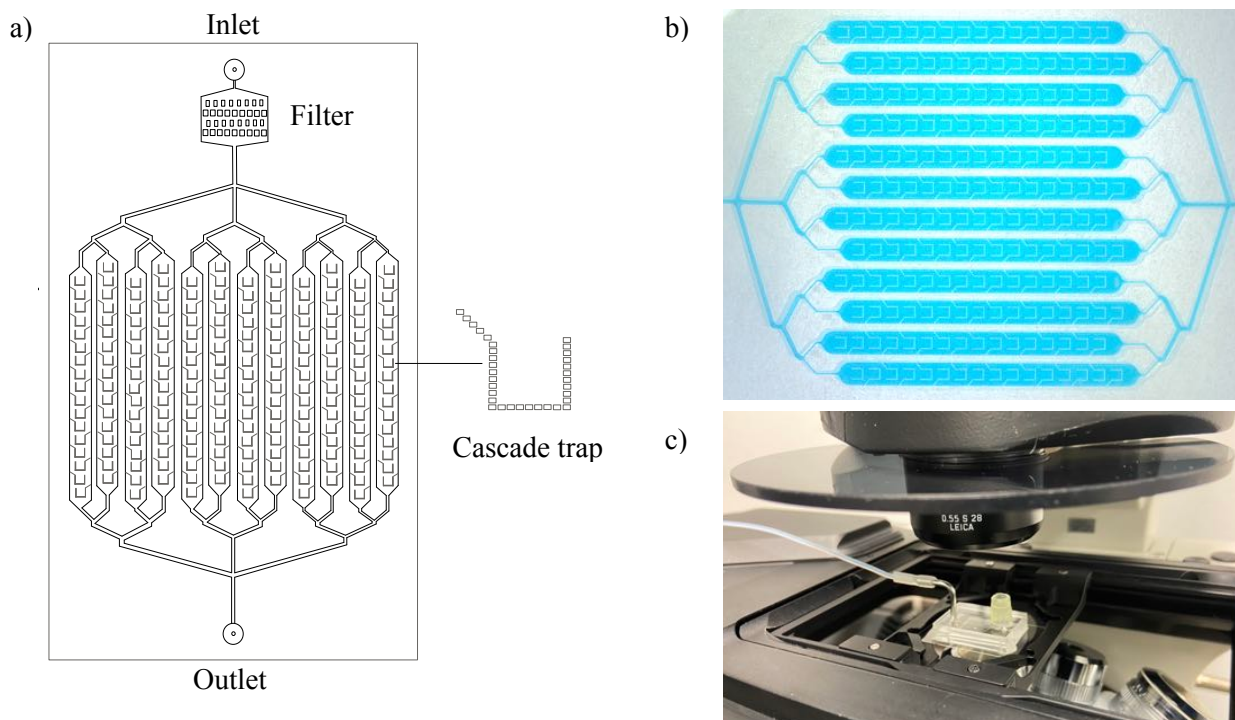 a)
Inlet
Filter
Cascade trap
Outlet
b)
c)
0.55 S 28
LEICA